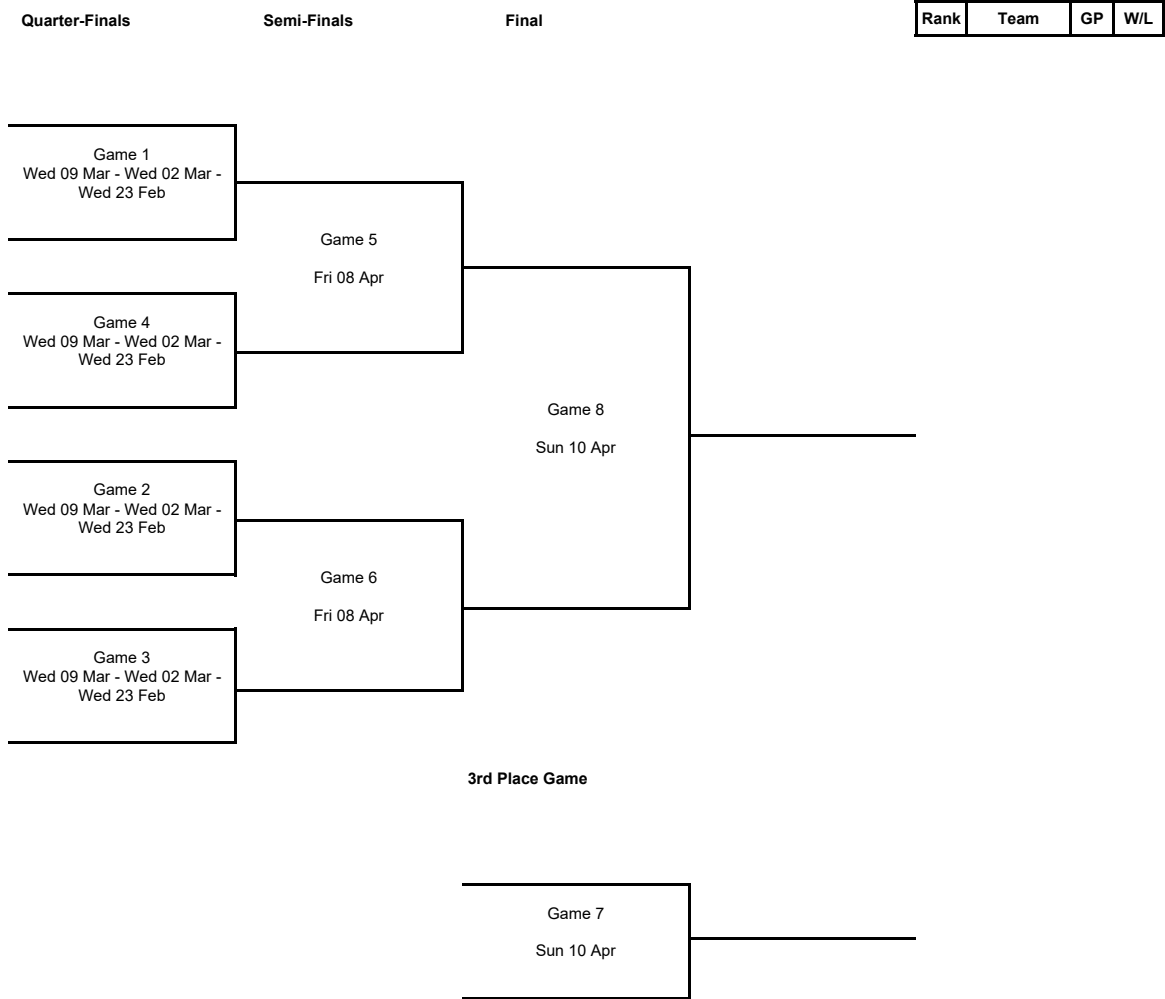 Quarter-Finals
Semi-Finals
Final
Rank Team GP W/L
Game 1
Wed 09 Mar - Wed 02 Mar -
Wed 23 Feb
Game 5
Fri 08 Apr
Game 4
Wed 09 Mar - Wed 02 Mar -
Wed 23 Feb
Game 8
Sun 10 Apr
Game 2
Wed 09 Mar - Wed 02 Mar -
Wed 23 Feb
Game 6
Fri 08 Apr
Game 3
Wed 09 Mar - Wed 02 Mar -
Wed 23 Feb
3rd Place Game
Game 7
Sun 10 Apr